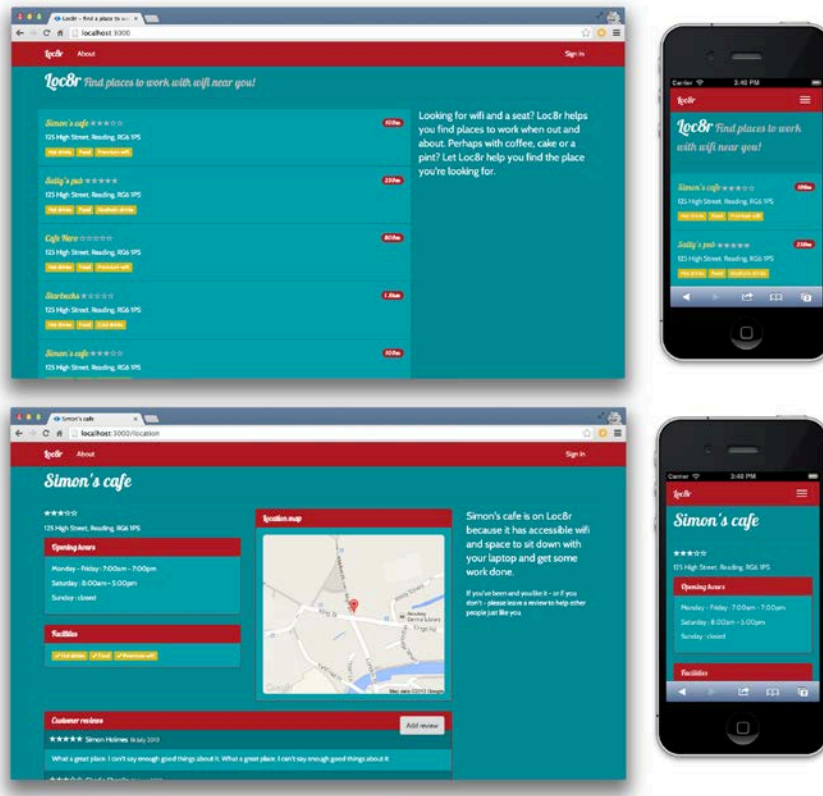 Loc8r - find a place to wo
localhost:3000
Loc8r About Sign in
Loc8r Find places to work with wifi near you!
Simon's cafe ★★★☆☆ 100m
125 High Street, Reading, RG6 1PS
Hot drinks Food Premium wifi
Sally's pub ★★★★★ 250m
125 High Street, Reading, RG6 1PS
Hot drinks Food Alcoholic drinks
Cafe Nero ☆☆☆☆☆
125 High Street, Reading, RG6 1PS
Hot drinks Food Premium wifi
Starbucks ★☆☆☆☆
125 High Street, Reading, RG6 1PS
Hot drinks Food Cold drinks
Simon's cafe ★★★☆☆ 100m
125 High Street, Reading, RG6 1PS
Looking for wifi and a seat? Loc8r helps
you find places to work when out and
about. Perhaps with coffee, cake or a
pint? Let Loc8r help you find the place
you're looking for.
Carrier 3:40 PM
Loc8r
Loc8r Find places to work
with wifi near you!
Simon's cafe ★★★☆☆ 100m
125 High Street, Reading, RG6 1PS
Hot drinks Food Premium wifi
Sally's pub ★★★★★ 250m
125 High Street, Reading, RG6 1PS
Hot drinks Food Alcoholic drinks
Simon's cafe
localhost:3000/location
Loc8r About Sign in
Simon's cafe
★★★☆☆
125 High Street, Reading, RG6 1PS
Opening hours
Monday - Friday : 7:00am - 7:00pm
Saturday : 8:00am - 5:00pm
Sunday : closed
Facilities
✓Hot drinks ✓Food ✓Premium wifi
Location map
King St
Google
Map data ©2013 Google
Simon's cafe is on Loc8r
because it has accessible wifi
and space to sit down with
your laptop and get some
work done.
If you've been and you like it - or if you
don't - please leave a review to help other
people just like you.
Customer reviews Add review
★★★★★ Simon Holmes 16 July 2013
What a great place. I can't say enough good things about it. What a great place. I can't say enough good things about it
Carrier 3:40 PM
Loc8r
Simon's cafe
★★★☆☆
125 High Street, Reading, RG6 1PS
Opening hours
Monday - Friday : 7:00am - 7:00pm
Saturday : 8:00am - 5:00pm
Sunday : closed
Facilities